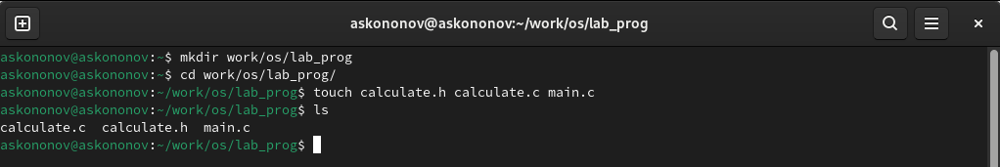 askononov@askononov:~/work/os/lab_prog
askononov@askononov:~$ mkdir work/os/lab_prog
askononov@askononov:~$ cd work/os/lab_prog/
askononov@askononov:~/work/os/lab_prog$ touch calculate.h calculate.c main.c
askononov@askononov:~/work/os/lab_prog$ ls
calculate.c  calculate.h  main.c
askononov@askononov:~/work/os/lab_prog$